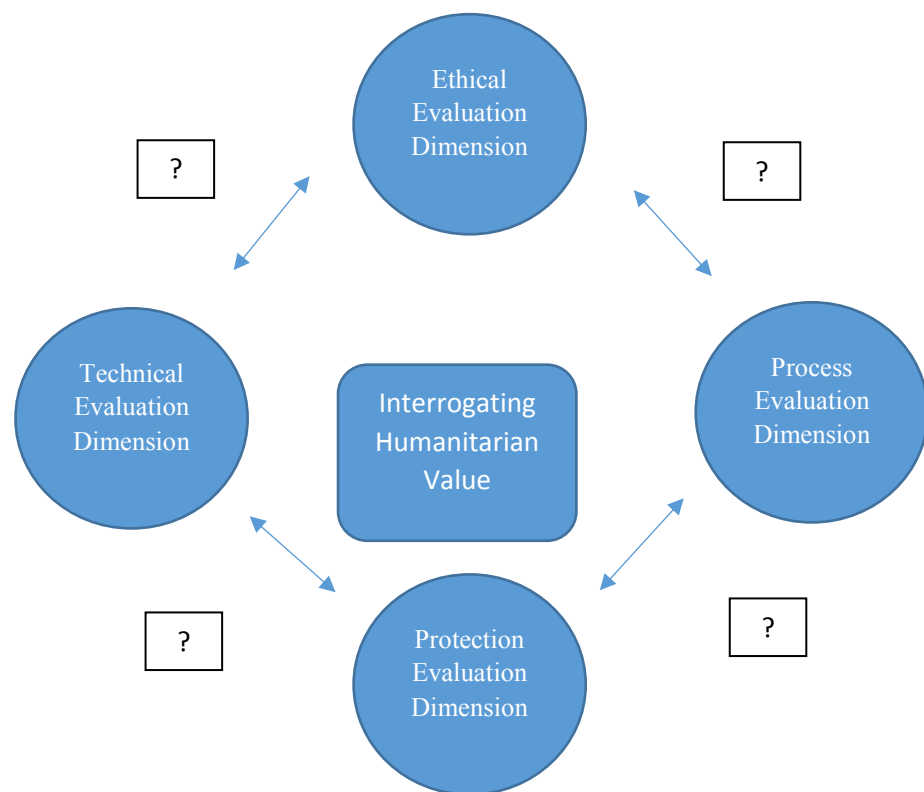 Ethical
Evaluation
Dimension
?
?
Technical
Evaluation
Dimension
Interrogating
Humanitarian
Value
Process
Evaluation
Dimension
?
?
Protection
Evaluation
Dimension